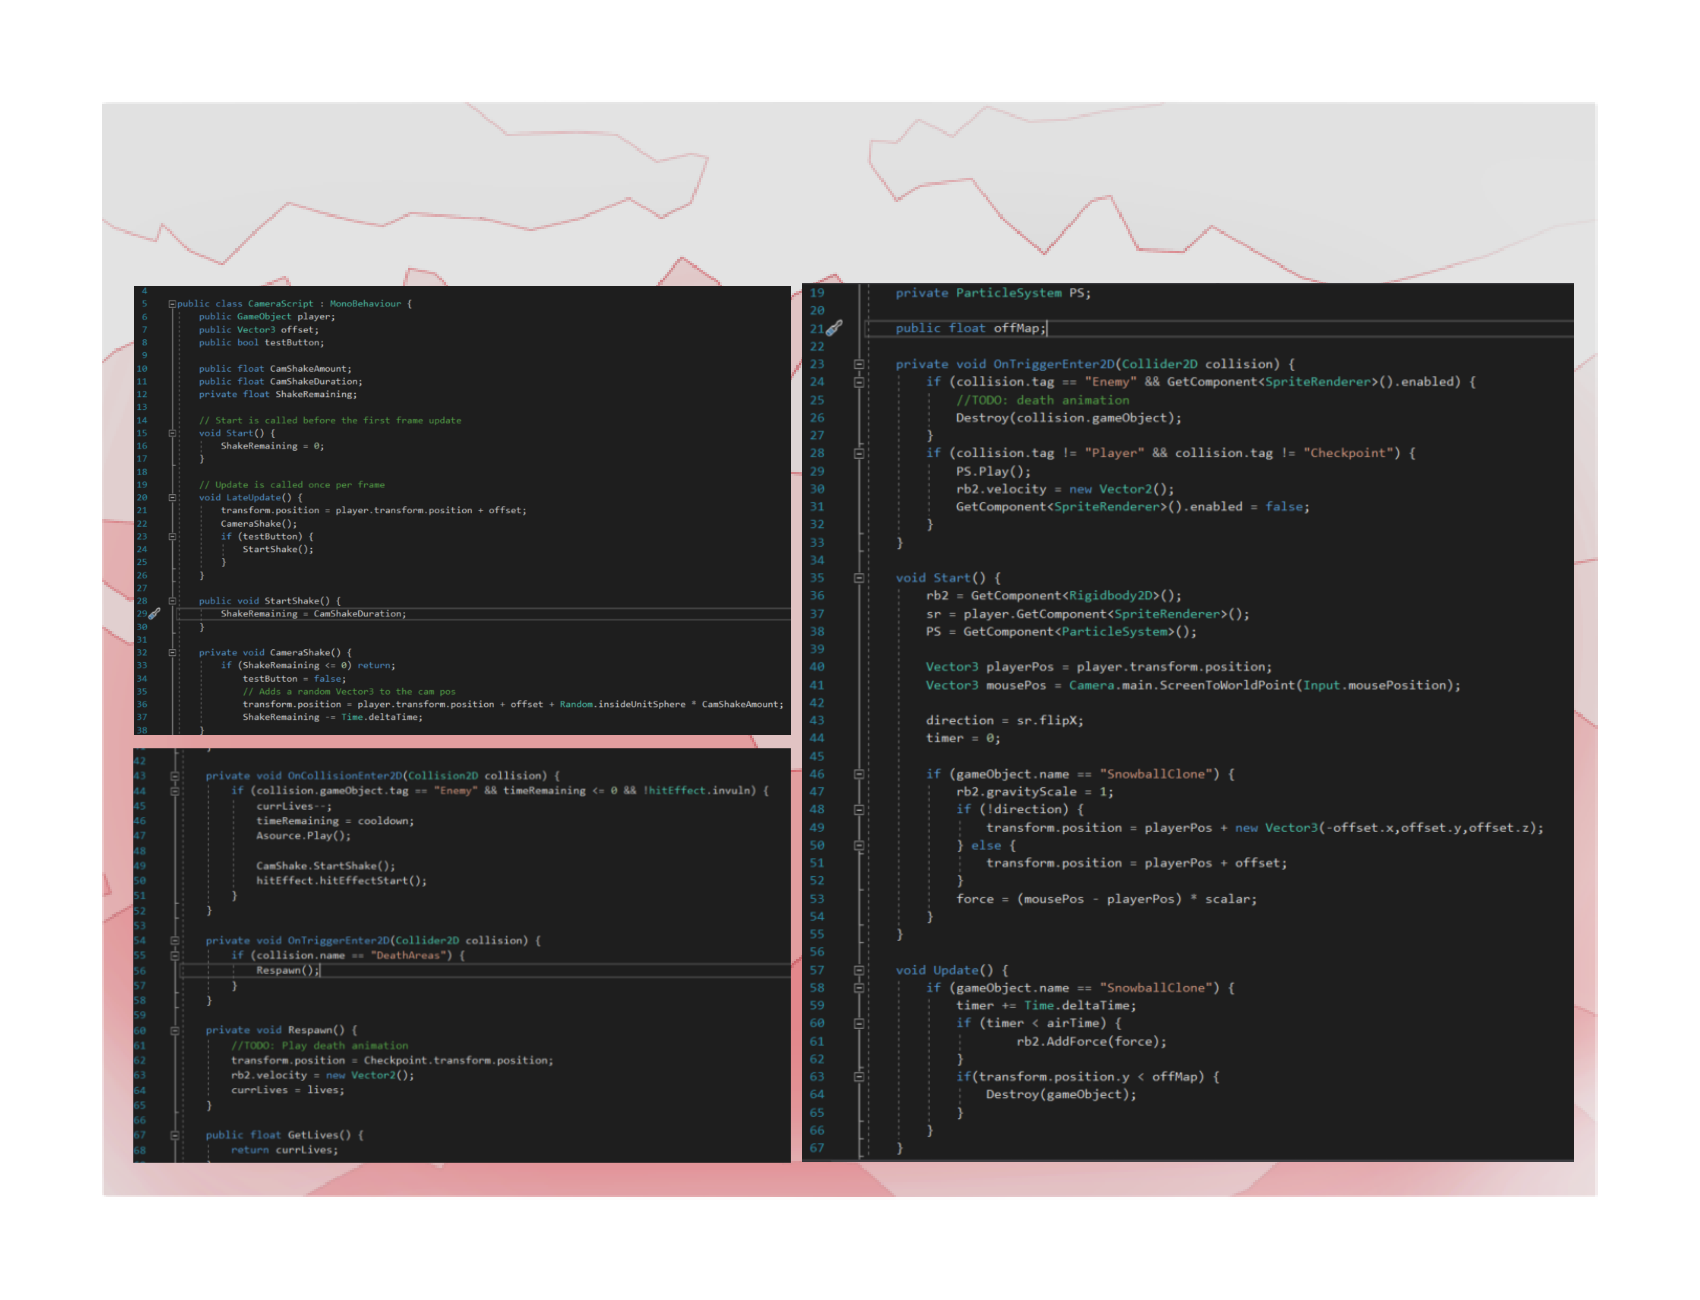 4
5 public class CameraScript : MonoBehaviour {
6 public GameObject player;
7 public Vector3 offset;
8 public bool testButton;
9
10 public float CamShakeAmount;
11 public float CamShakeDuration;
12 private float ShakeRemaining;
13
14 // Start is called before the first frame update
15 void Start() {
16 ShakeRemaining = 0;
17 }
18
19 // Update is called once per frame
20 void LateUpdate() {
21 transform.position = player.transform.position + offset;
22 CameraShake();
23 if (testButton) {
24 StartShake();
25 }
26 }
27
28 public void StartShake() {
29 ShakeRemaining = CamShakeDuration;
30 }
31
32 private void CameraShake() {
33 if (ShakeRemaining <= 0) return;
34 testButton = false;
35 // Adds a random Vector3 to the cam pos
36 transform.position = player.transform.position + offset + Random.insideUnitSphere * CamShakeAmount;
37 ShakeRemaining -= Time.deltaTime;
38 }
}
42
43 private void OnCollisionEnter2D(Collision2D collision) {
44 if (collision.gameObject.tag == "Enemy" && timeRemaining <= 0 && !hitEffect.invuln) {
45 currLives--;
46 timeRemaining = cooldown;
47 Asource.Play();
48
49 CamShake.StartShake();
50 hitEffect.hitEffectStart();
51 }
52 }
53
54 private void OnTriggerEnter2D(Collider2D collision) {
55 if (collision.name == "DeathAreas") {
56 Respawn();
57 }
58 }
59
60 private void Respawn() {
61 //TODO: Play death animation
62 transform.position = Checkpoint.transform.position;
63 rb2.velocity = new Vector2();
64 currLives = lives;
65 }
66
67 public float GetLives() {
68 return currLives;
19 private ParticleSystem PS;
20
21 public float offMap;
22
23 private void OnTriggerEnter2D(Collider2D collision) {
24 if (collision.tag == "Enemy" && GetComponent<SpriteRenderer>().enabled) {
25 //TODO: death animation
26 Destroy(collision.gameObject);
27 }
28 if (collision.tag != "Player" && collision.tag != "Checkpoint") {
29 PS.Play();
30 rb2.velocity = new Vector2();
31 GetComponent<SpriteRenderer>().enabled = false;
32 }
33 }
34
35 void Start() {
36 rb2 = GetComponent<Rigidbody2D>();
37 sr = player.GetComponent<SpriteRenderer>();
38 PS = GetComponent<ParticleSystem>();
39
40 Vector3 playerPos = player.transform.position;
41 Vector3 mousePos = Camera.main.ScreenToWorldPoint(Input.mousePosition);
42
43 direction = sr.flipX;
44 timer = 0;
45
46 if (gameObject.name == "SnowballClone") {
47 rb2.gravityScale = 1;
48 if (!direction) {
49 transform.position = playerPos + new Vector3(-offset.x,offset.y,offset.z);
50 } else {
51 transform.position = playerPos + offset;
52 }
53 force = (mousePos - playerPos) * scalar;
54 }
55 }
56
57 void Update() {
58 if (gameObject.name == "SnowballClone") {
59 timer += Time.deltaTime;
60 if (timer < airTime) {
61 rb2.AddForce(force);
62 }
63 if(transform.position.y < offMap) {
64 Destroy(gameObject);
65 }
66 }
67 }